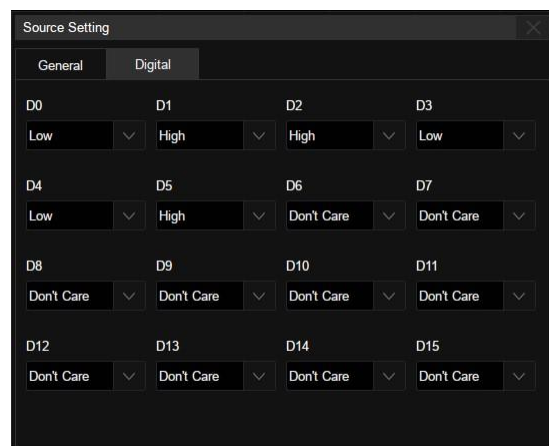 Source Setting
General Digital
D0 D1 D2 D3
Low High High Low
D4 D5 D6 D7
Low High Don't Care Don't Care
D8 D9 D10 D11
Don't Care Don't Care Don't Care Don't Care
D12 D13 D14 D15
Don't Care Don't Care Don't Care Don't Care